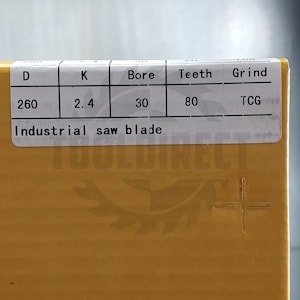 D K Bore Teeth Grind
260 2.4 30 80 TCG
Industrial saw blade
TOOLDIRECT